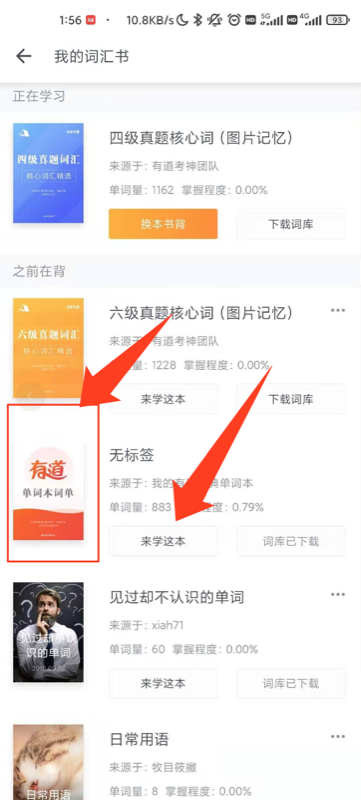 1:56 10.8KB/s HD 5G HD 4G 93
我的词汇书
正在学习
四级真题词汇
核心词汇精选
四级真题核心词（图片记忆）
来源于: 有道考神团队
单词量: 1162 掌握程度: 0.00%
换本书背
下载词库
之前在背
六级真题词汇
核心词汇精选
六级真题核心词（图片记忆）
来源于: 有道考神团队
量: 1228 掌握程度: 0.00%
来学这本
下载词库
有道
单词本词单
无标签
来源于: 我的有 典单词本
单词量: 883 程度: 0.79%
来学这本
词库已下载
见过却不认
识的单词
见过却不认识的单词
来源于: xiah71
单词量: 60 掌握程度: 0.00%
来学这本
词库已下载
日常用语
日常用语
来源于: 牧目筱撇
单词量: 8 掌握程度: 0.00%